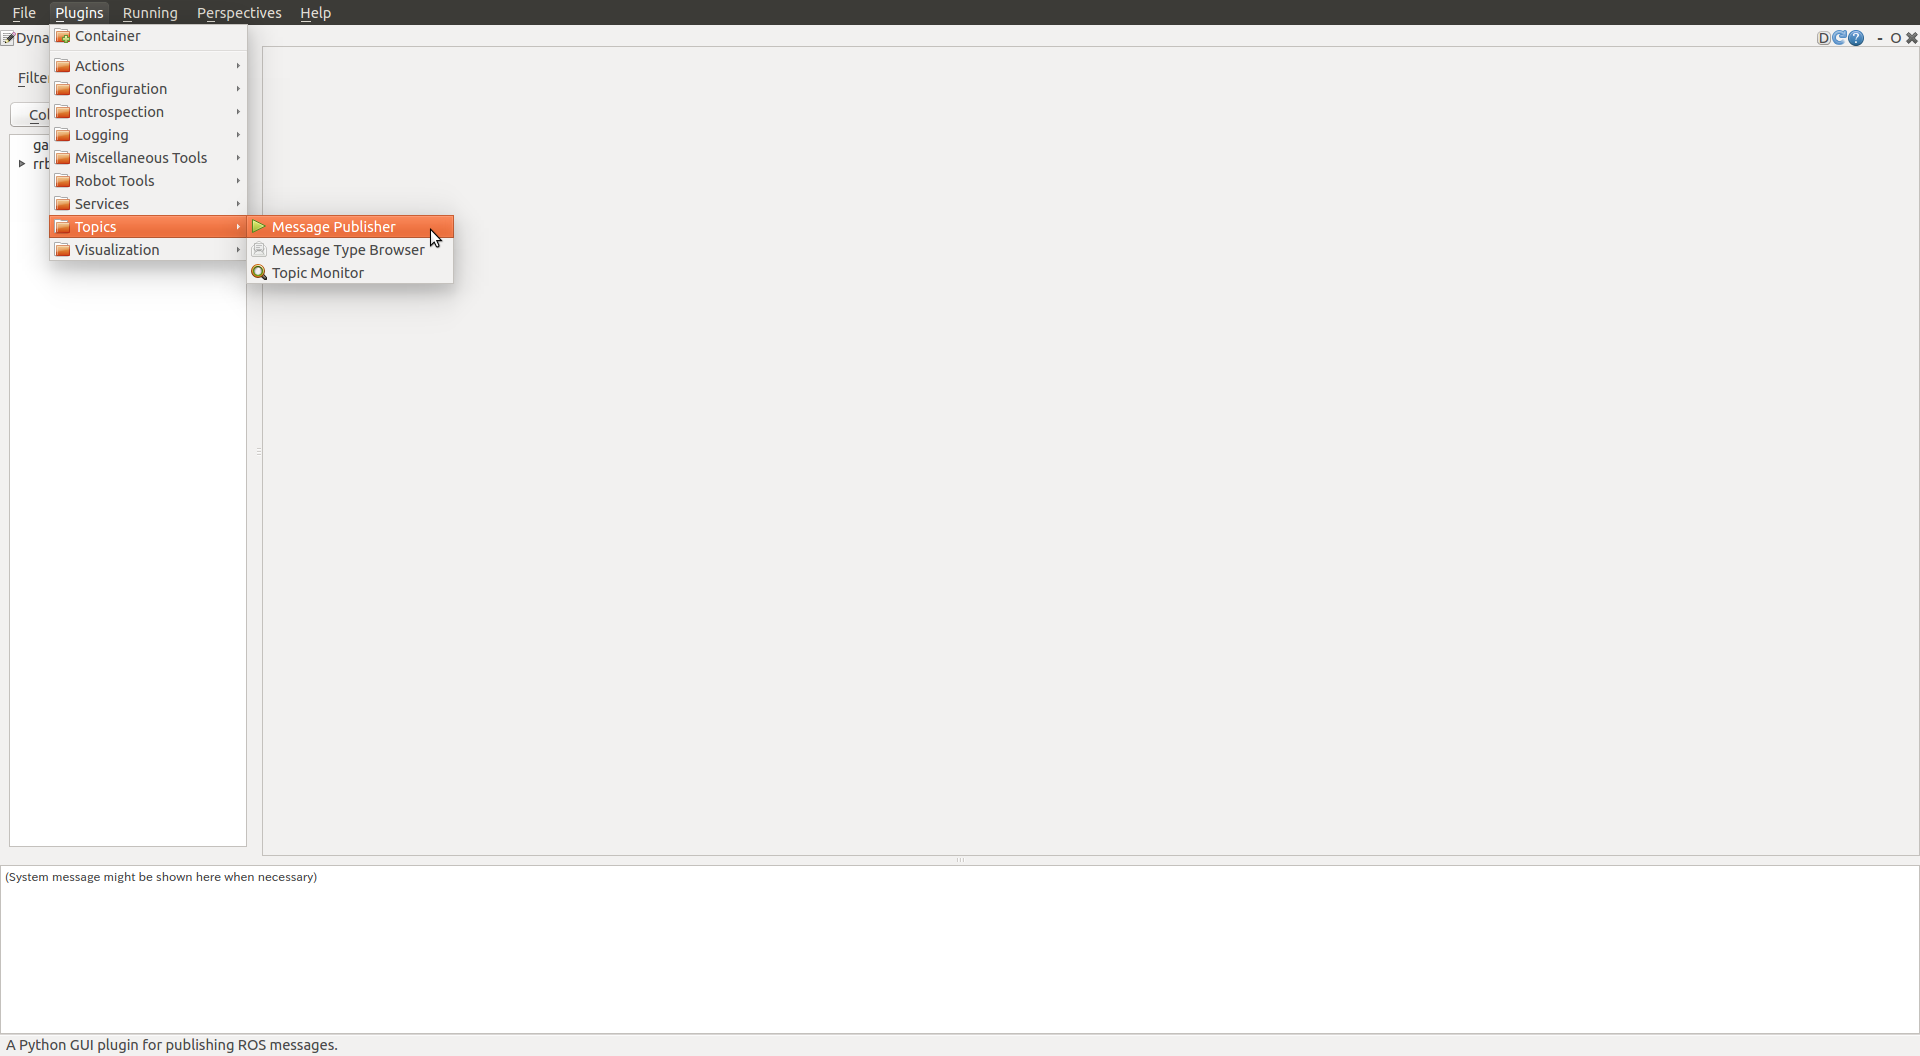 File Plugins Running Perspectives Help
Dyna
D ? - O
Container
Actions
Filte
Configuration
Col
Introspection
Logging
ga
Miscellaneous Tools
rrb
Robot Tools
Services
Topics
Message Publisher
Visualization
Message Type Browser
Topic Monitor
(System message might be shown here when necessary)
A Python GUI plugin for publishing ROS messages.